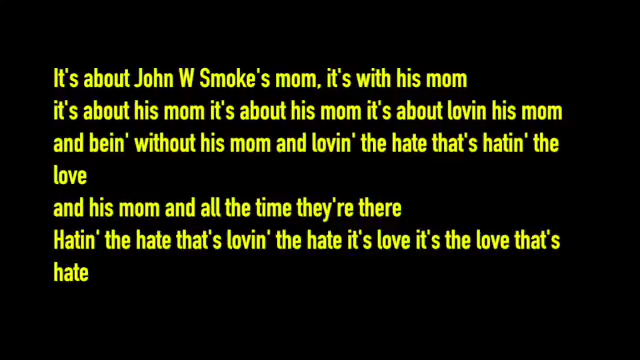 It's about John W Smoke's mom, it's with his mom
it's about his mom it's about his mom it's about lovin his mom
and bein' without his mom and lovin' the hate that's hatin' the
love
and his mom and all the time they're there
Hatin' the hate that's lovin' the hate it's love it's the love that's
hate